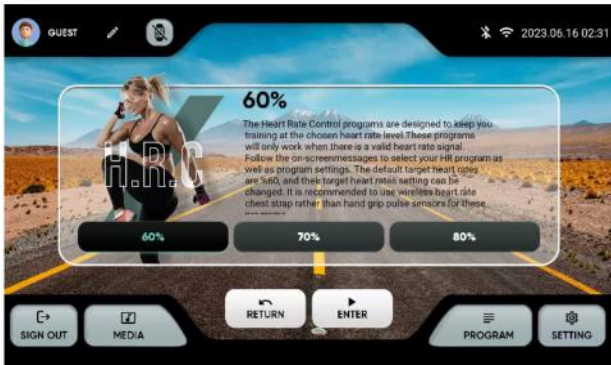 GUEST
2023.06.16 02:31
60%
The Heart Rate Control programs are designed to keep you
training at the chosen heart rate level.These programs
will only work when there is a valid heart rate signal.
Follow the on-screenmessages to select your HR program as
well as program settings. The default target heart rates
are %60, and their target heart rates setting can be
changed. It is recommended to use wireless heart rate
chest strap rather than hand grip pulse sensors for these
H.R.C
60% 70% 80%
RETURN ENTER
SIGN OUT MEDIA PROGRAM SETTING